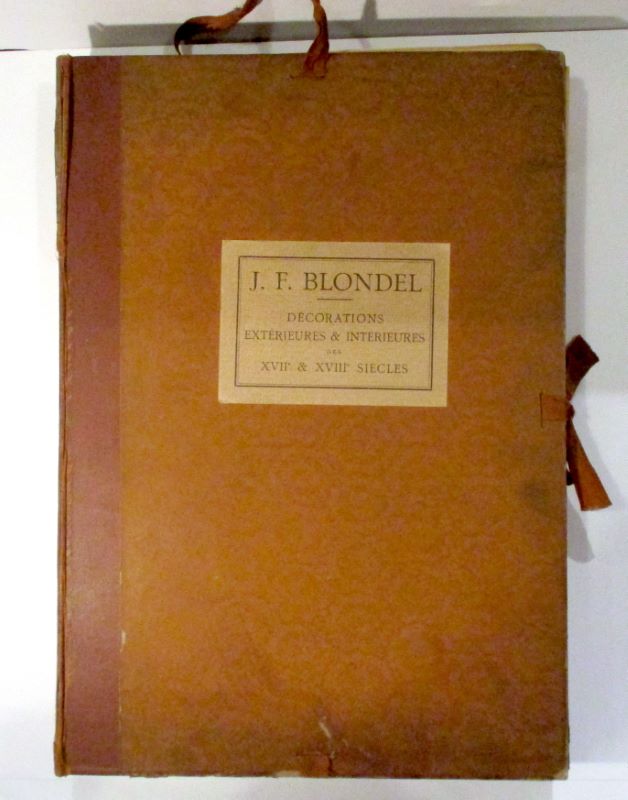 J. F. BLONDEL
DÉCORATIONS
EXTÉRIEURES & INTÉRIEURES
DES
XVIIᵉ & XVIIIᵉ SIÈCLES